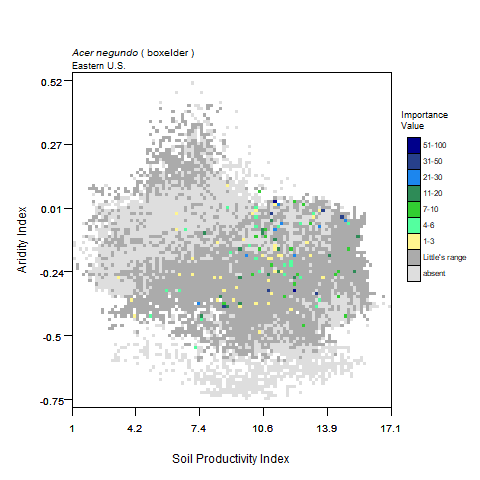 Acer negundo ( boxelder )
Eastern U.S.
0.52
0.27
0.01
-0.24
-0.5
-0.75
Aridity Index
1 4.2 7.4 10.6 13.9 17.1
Soil Productivity Index
Importance
Value
51-100
31-50
21-30
11-20
7-10
4-6
1-3
Little's range
absent